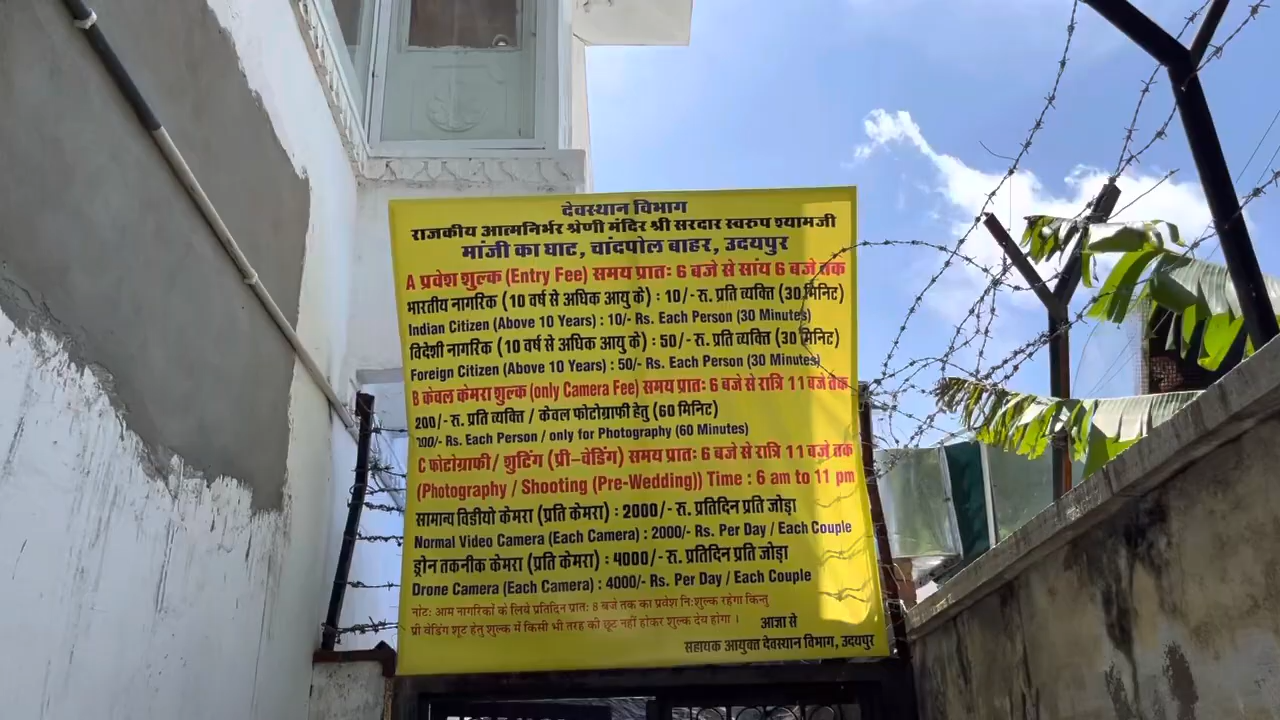 देवस्थान विभाग
राजकीय आत्मनिर्भर श्रेणी मंदिर श्री सरदार स्वरुप श्यामजी
मांजी का घाट, चांदपोल बाहर, उदयपुर
A प्रवेश शुल्क (Entry Fee) समय प्रातः 6 बजे से सांय 6 बजे तक
भारतीय नागरिक (10 वर्ष से अधिक आयु के) : 10/- रु. प्रति व्यक्ति (30 मिनिट)
Indian Citizen (Above 10 Years) : 10/- Rs. Each Person (30 Minutes)
विदेशी नागरिक (10 वर्ष से अधिक आयु के) : 50/- रु. प्रति व्यक्ति (30 मिनिट)
Foreign Citizen (Above 10 Years) : 50/- Rs. Each Person (30 Minutes)
B केवल केमरा शुल्क (only Camera Fee) समय प्रातः 6 बजे से रात्रि 11 बजे तक
200/- रु. प्रति व्यक्ति / केवल फोटोग्राफी हेतु (60 मिनिट)
200/- Rs. Each Person / only for Photography (60 Minutes)
C फोटोग्राफी/ शुटिंग (प्री-वेडिंग) समय प्रातः 6 बजे से रात्रि 11 बजे तक
(Photography / Shooting (Pre-Wedding)) Time : 6 am to 11 pm
सामान्य विडीयो केमरा (प्रति केमरा) : 2000/- रु. प्रतिदिन प्रति जोड़ा
Normal Video Camera (Each Camera) : 2000/- Rs. Per Day / Each Couple
ड्रोन तकनीक केमरा (प्रति केमरा) : 4000/- रु. प्रतिदिन प्रति जोड़ा
Drone Camera (Each Camera) : 4000/- Rs. Per Day / Each Couple
नोट: आम नागरिकों के लिये प्रतिदिन प्रातः 8 बजे तक का प्रवेश निःशुल्क रहेगा किन्तु
प्री वेडिंग शूट हेतु शुल्क में किसी भी तरह की छूट नहीं होकर शुल्क देय होगा ।
आज्ञा से
सहायक आयुक्त देवस्थान विभाग, उदयपुर